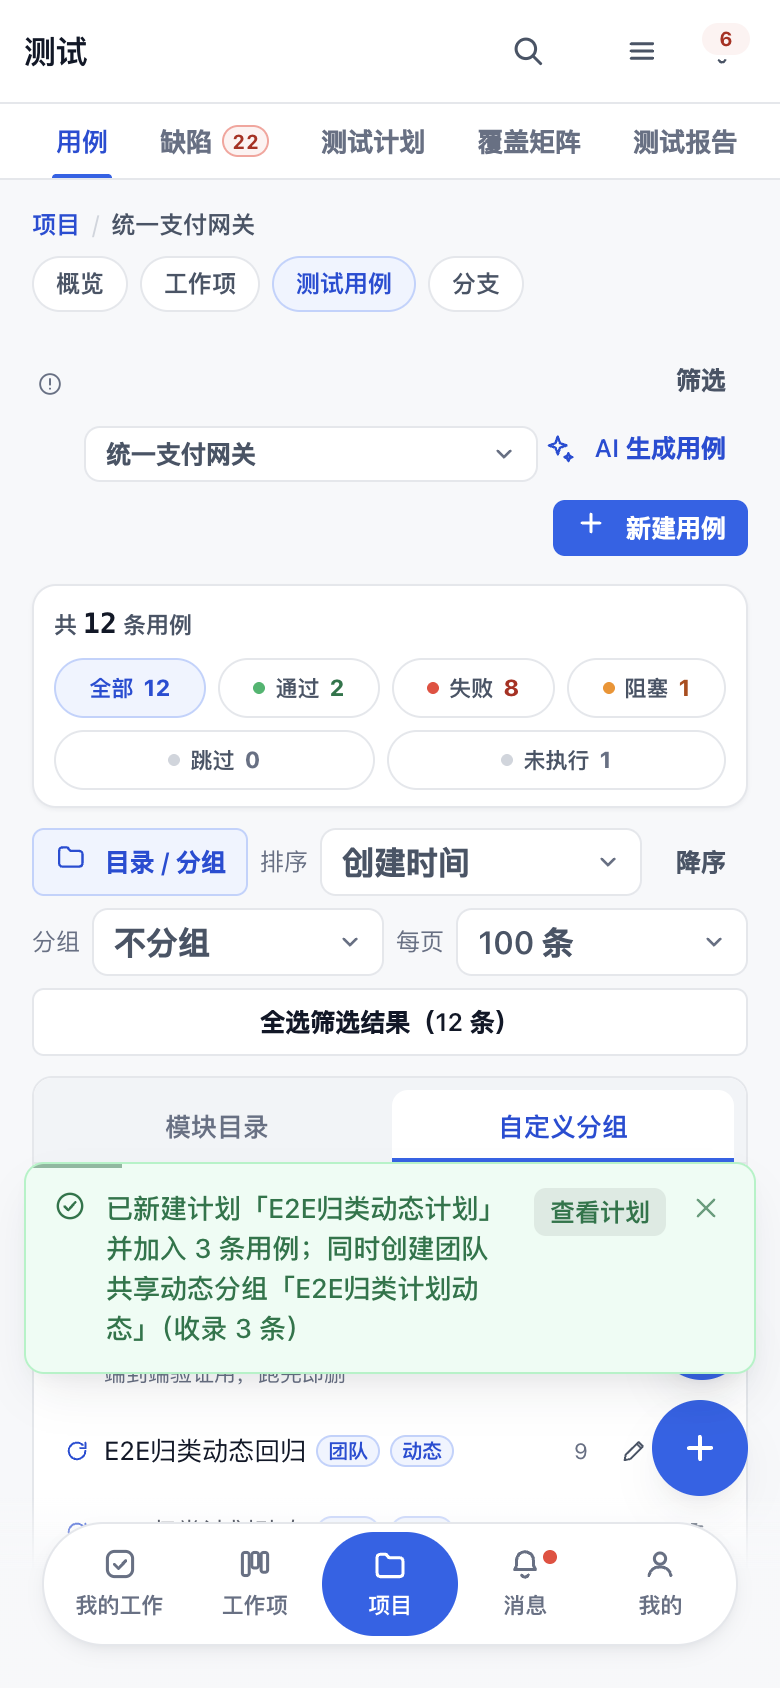 测试
6
用例
缺陷 22
测试计划
覆盖矩阵
测试报告
项目 / 统一支付网关
概览
工作项
测试用例
分支
筛选
统一支付网关
AI 生成用例
新建用例
共 12 条用例
全部 12
通过 2
失败 8
阻塞 1
跳过 0
未执行 1
目录 / 分组
排序
创建时间
降序
分组
不分组
每页
100 条
全选筛选结果（12 条）
模块目录
自定义分组
已新建计划「E2E归类动态计划」
并加入 3 条用例；同时创建团队
共享动态分组「E2E归类计划动
态」（收录 3 条）
查看计划
E2E归类动态回归 团队 动态 9
我的工作
工作项
项目
消息
我的